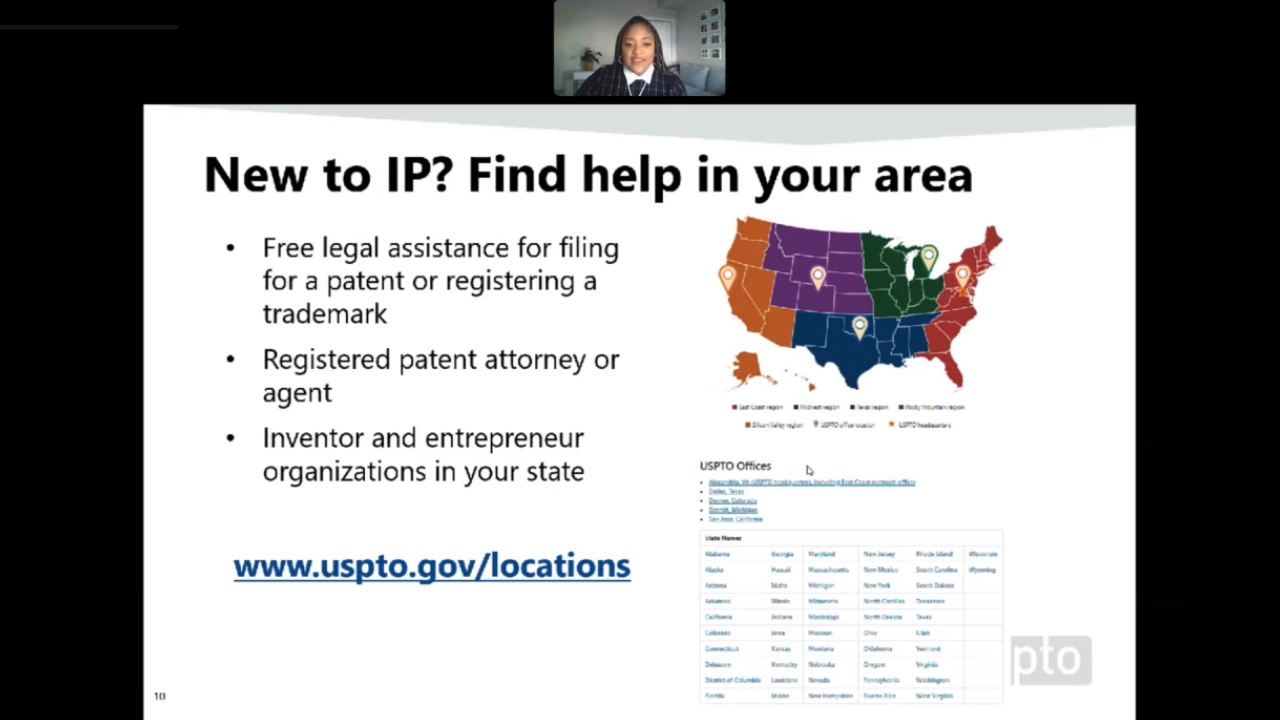 New to IP? Find help in your area
• Free legal assistance for filing
for a patent or registering a
trademark
• Registered patent attorney or
agent
• Inventor and entrepreneur
organizations in your state
www.uspto.gov/locations
East Coast region Midwest region Texas region Rocky Mountain region
Silicon Valley region USPTO office location USPTO headquarters
USPTO Offices
• Alexandria, VA (USPTO headquarters, including East Coast outreach office)
• Dallas, Texas
• Denver, Colorado
• Detroit, Michigan
• San Jose, California
State Names
Alabama Georgia Maryland New Jersey Rhode Island Wisconsin
Alaska Hawaii Massachusetts New Mexico South Carolina Wyoming
Arizona Idaho Michigan New York South Dakota
Arkansas Illinois Minnesota North Carolina Tennessee
California Indiana Mississippi North Dakota Texas
Colorado Iowa Missouri Ohio Utah
Connecticut Kansas Montana Oklahoma Vermont
Delaware Kentucky Nebraska Oregon Virginia
District of Columbia Louisiana Nevada Pennsylvania Washington
Florida Maine New Hampshire Puerto Rico West Virginia
pto
10